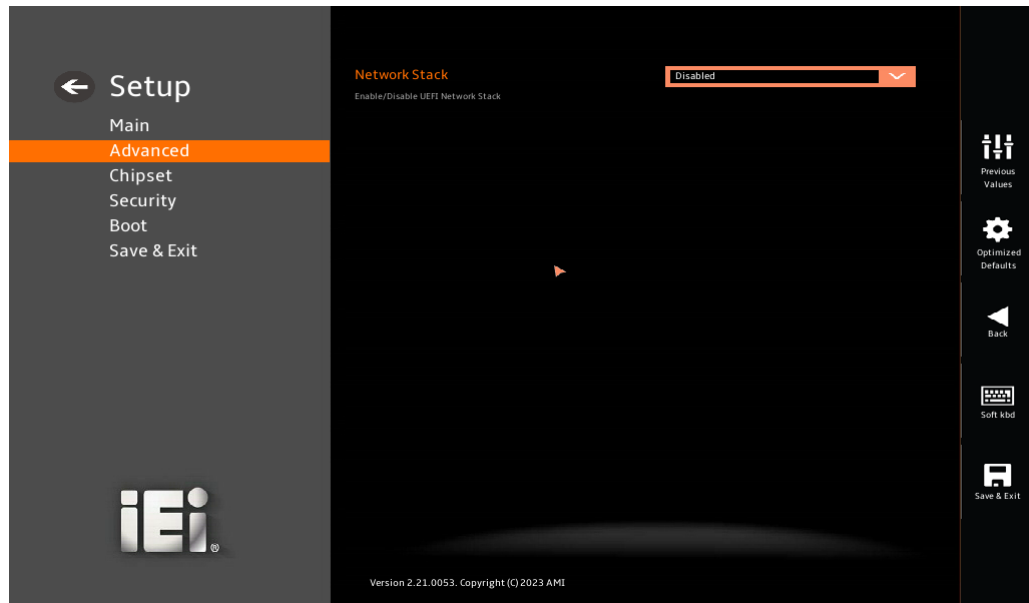 Setup
Main
Advanced
Chipset
Security
Boot
Save & Exit
iEi®
Network Stack
Disabled
Enable/Disable UEFI Network Stack
Version 2.21.0053. Copyright (C) 2023 AMI
Previous
Values
Optimized
Defaults
Back
Soft kbd
Save & Exit